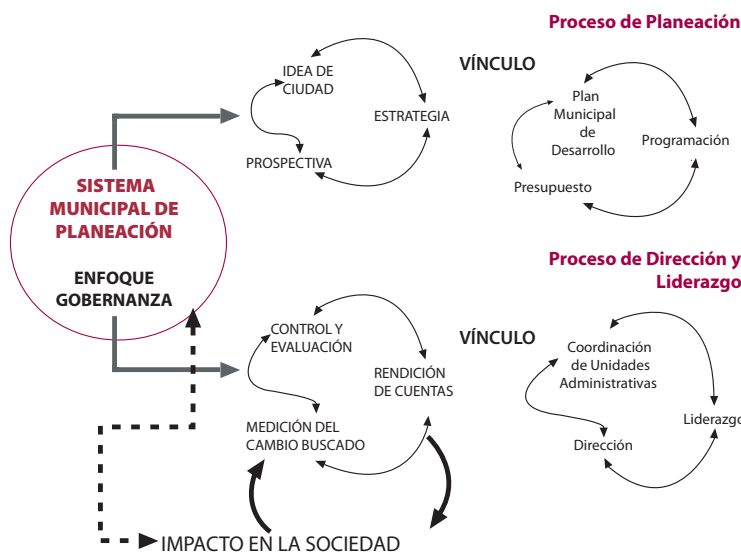 Proceso de Planeación
IDEA DE
CIUDAD
ESTRATEGIA
PROSPECTIVA
VÍNCULO
Plan
Municipal
de
Desarrollo
Programación
Presupuesto
SISTEMA
MUNICIPAL DE
PLANEACIÓN
ENFOQUE
GOBERNANZA
Proceso de Dirección y
Liderazgo
CONTROL Y
EVALUACIÓN
RENDICIÓN
DE CUENTAS
MEDICIÓN DEL
CAMBIO BUSCADO
VÍNCULO
Coordinación
de Unidades
Administrativas
Liderazgo
Dirección
IMPACTO EN LA SOCIEDAD